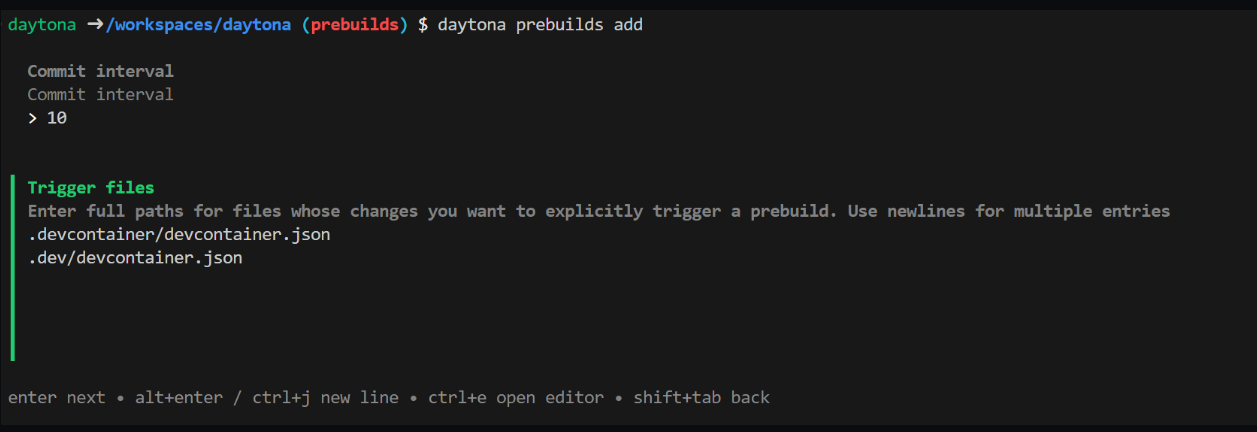 daytona ➜/workspaces/daytona (prebuilds) $ daytona prebuilds add
Commit interval
Commit interval
> 10
Trigger files
Enter full paths for files whose changes you want to explicitly trigger a prebuild. Use newlines for multiple entries
.devcontainer/devcontainer.json
.dev/devcontainer.json
enter next • alt+enter / ctrl+j new line • ctrl+e open editor • shift+tab back